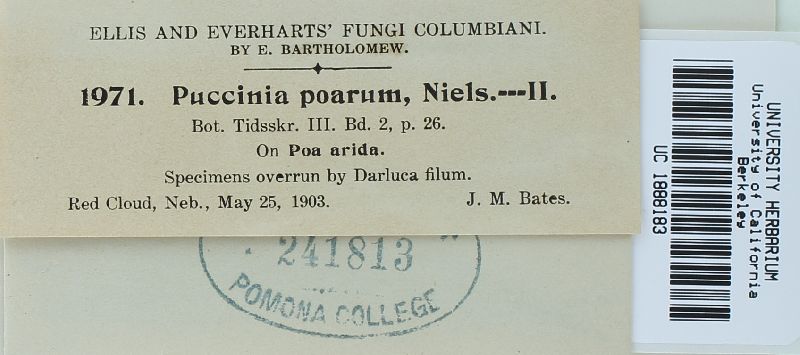 ELLIS AND EVERHARTS' FUNGI COLUMBIANI.
BY E. BARTHOLOMEW.
1971. Puccinia poarum, Niels.---II.
Bot. Tidsskr. III. Bd. 2, p. 26.
On Poa arida.
Specimens overrun by Darluca filum.
Red Cloud, Neb., May 25, 1903. J. M. Bates.
241813
POMONA COLLEGE
UNIVERSITY HERBARIUM
University of California
Berkeley
UC 1888183